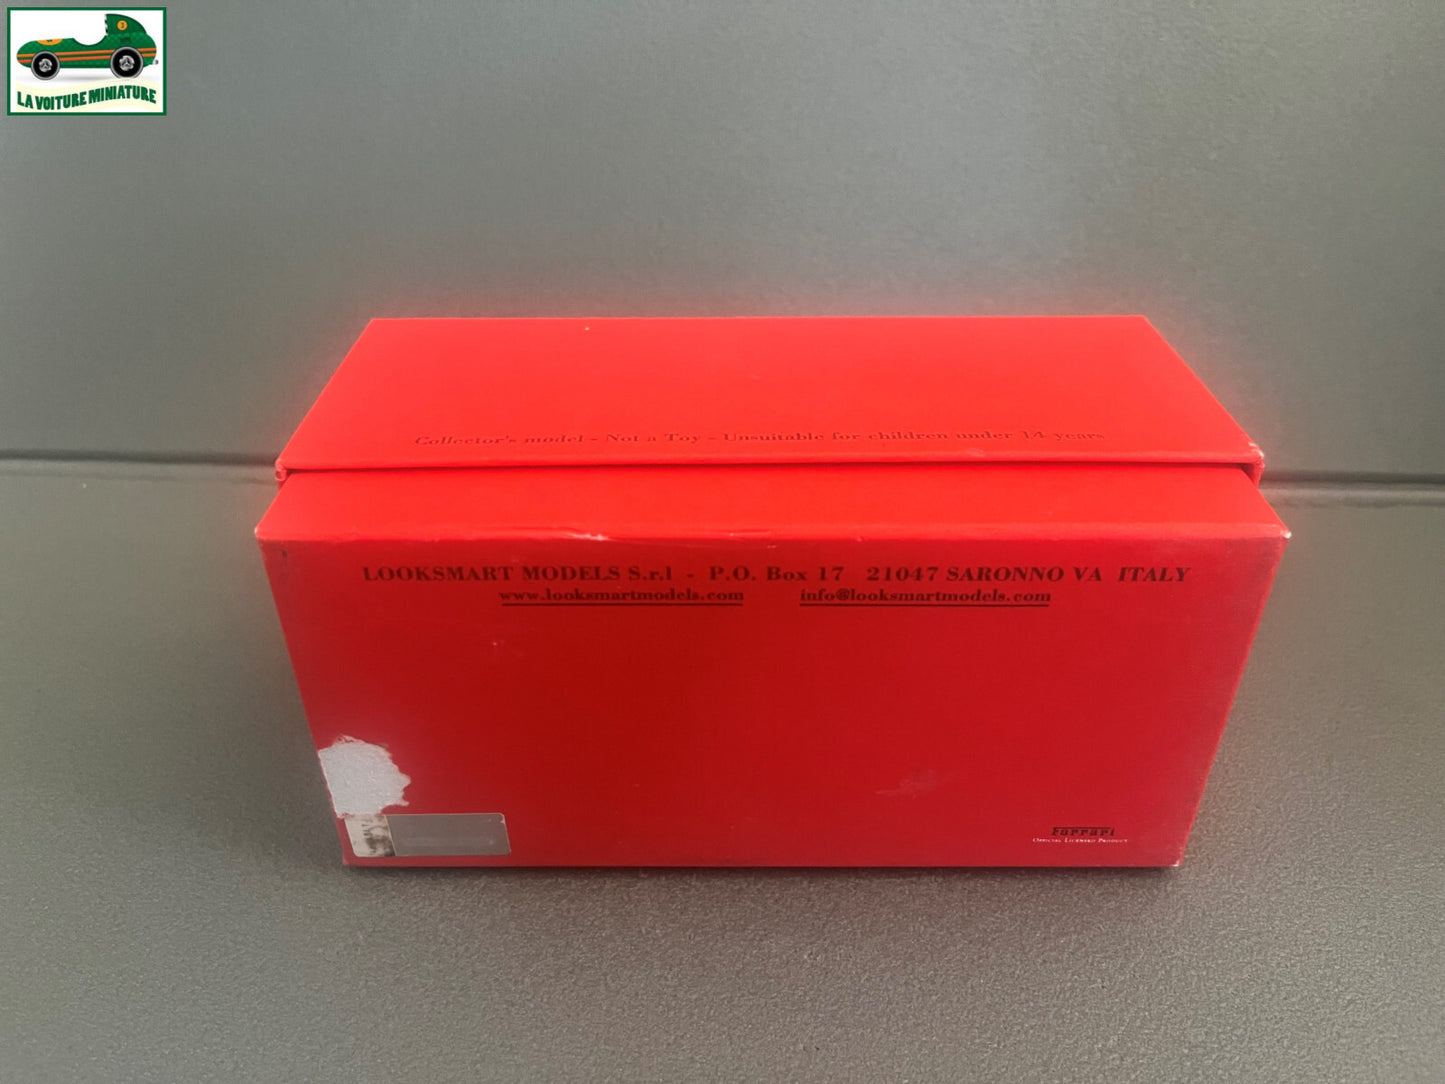 3
LA VOITURE MINIATURE
Collector's model - Not a Toy - Unsuitable for children under 14 years
LOOKSMART MODELS S.r.l - P.O. Box 17 21047 SARONNO VA ITALY
www.looksmartmodels.com info@looksmartmodels.com
Ferrari
OFFICIAL LICENSED PRODUCT